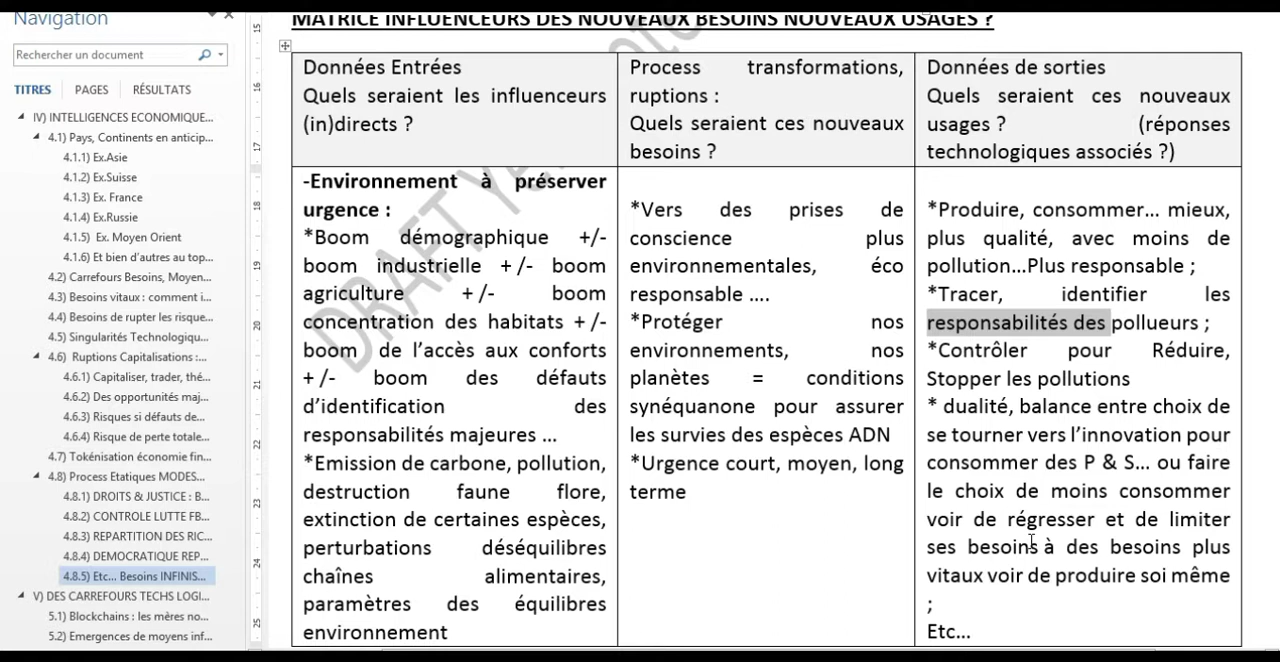 Navigation
Rechercher un document
TITRES PAGES RÉSULTATS
IV) INTELLIGENCES ECONOMIQUE...
4.1) Pays, Continents en anticip...
4.1.1) Ex.Asie
4.1.2) Ex.Suisse
4.1.3) Ex. France
4.1.4) Ex.Russie
4.1.5) Ex. Moyen Orient
4.1.6) Et bien d'autres au top...
4.2) Carrefours Besoins, Moyen...
4.3) Besoins vitaux : comment i...
4.4) Besoins de rupter les risque...
4.5) Singularités Technologiqu...
4.6) Ruptions Capitalisations :...
4.6.1) Capitaliser, trader, thé...
4.6.2) Des opportunités maj...
4.6.3) Risques si défauts de...
4.6.4) Risque de perte totale...
4.7) Tokénisation économie fin...
4.8) Process Etatiques MODES...
4.8.1) DROITS & JUSTICE : B...
4.8.2) CONTROLE LUTTE FB...
4.8.3) REPARTITION DES RIC...
4.8.4) DEMOCRATIQUE REP...
4.8.5) Etc... Besoins INFINIS...
V) DES CARREFOURS TECHS LOGI...
5.1) Blockchains : les mères no...
5.2) Emergences de moyens inf...
15
16
17
18
19
20
21
22
23
24
25
MATRICE INFLUENCEURS DES NOUVEAUX BESOINS NOUVEAUX USAGES ?
Données Entrées
Quels seraient les influenceurs
(in)directs ?
Process transformations,
ruptions :
Quels seraient ces nouveaux
besoins ?
Données de sorties
Quels seraient ces nouveaux
usages ? (réponses
technologiques associés ?)
-Environnement à préserver
urgence :
*Boom démographique +/-
boom industrielle +/- boom
agriculture +/- boom
concentration des habitats +/-
boom de l'accès aux conforts
+/- boom des défauts
d'identification des
responsabilités majeures ...
*Emission de carbone, pollution,
destruction faune flore,
extinction de certaines espèces,
perturbations déséquilibres
chaînes alimentaires,
paramètres des équilibres
environnement
*Vers des prises de
conscience plus
environnementales, éco
responsable ....
*Protéger nos
environnements, nos
planètes = conditions
synéquanone pour assurer
les survies des espèces ADN
*Urgence court, moyen, long
terme
*Produire, consommer... mieux,
plus qualité, avec moins de
pollution...Plus responsable ;
*Tracer, identifier les
responsabilités des pollueurs ;
*Contrôler pour Réduire,
Stopper les pollutions
* dualité, balance entre choix de
se tourner vers l'innovation pour
consommer des P & S... ou faire
le choix de moins consommer
voir de régresser et de limiter
ses besoins à des besoins plus
vitaux voir de produire soi même
;
Etc...
DRAFT